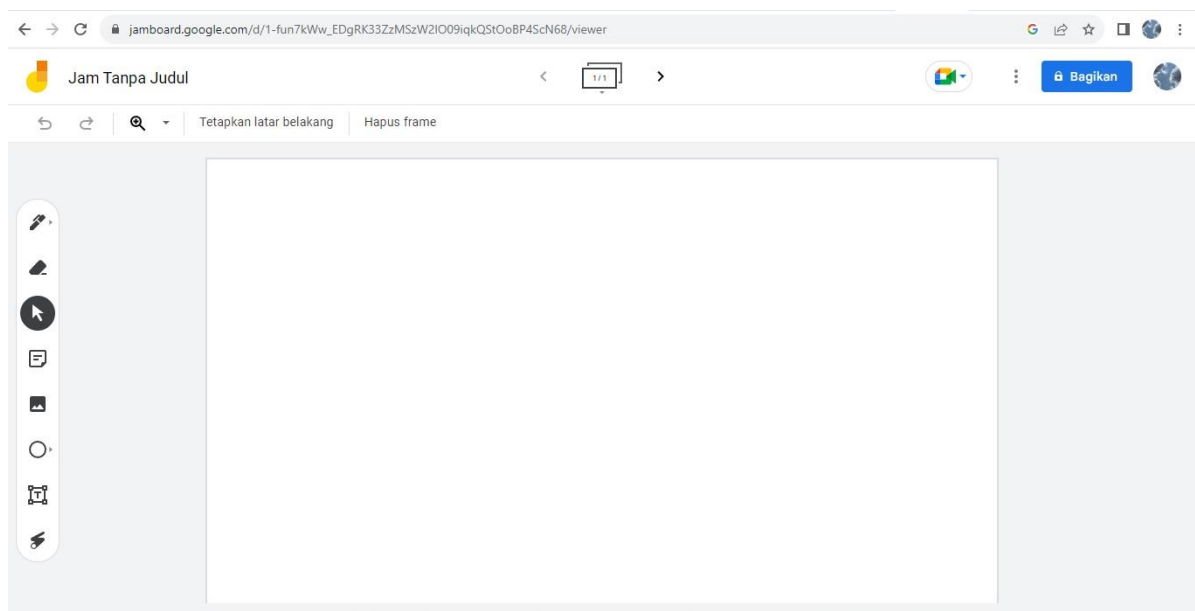 jamboard.google.com/d/1-fun7kWw_EDgRK33ZzMSzW2IO09iqkQStOoBP4ScN68/viewer
Jam Tanpa Judul
1/1
Bagikan
Tetapkan latar belakang
Hapus frame